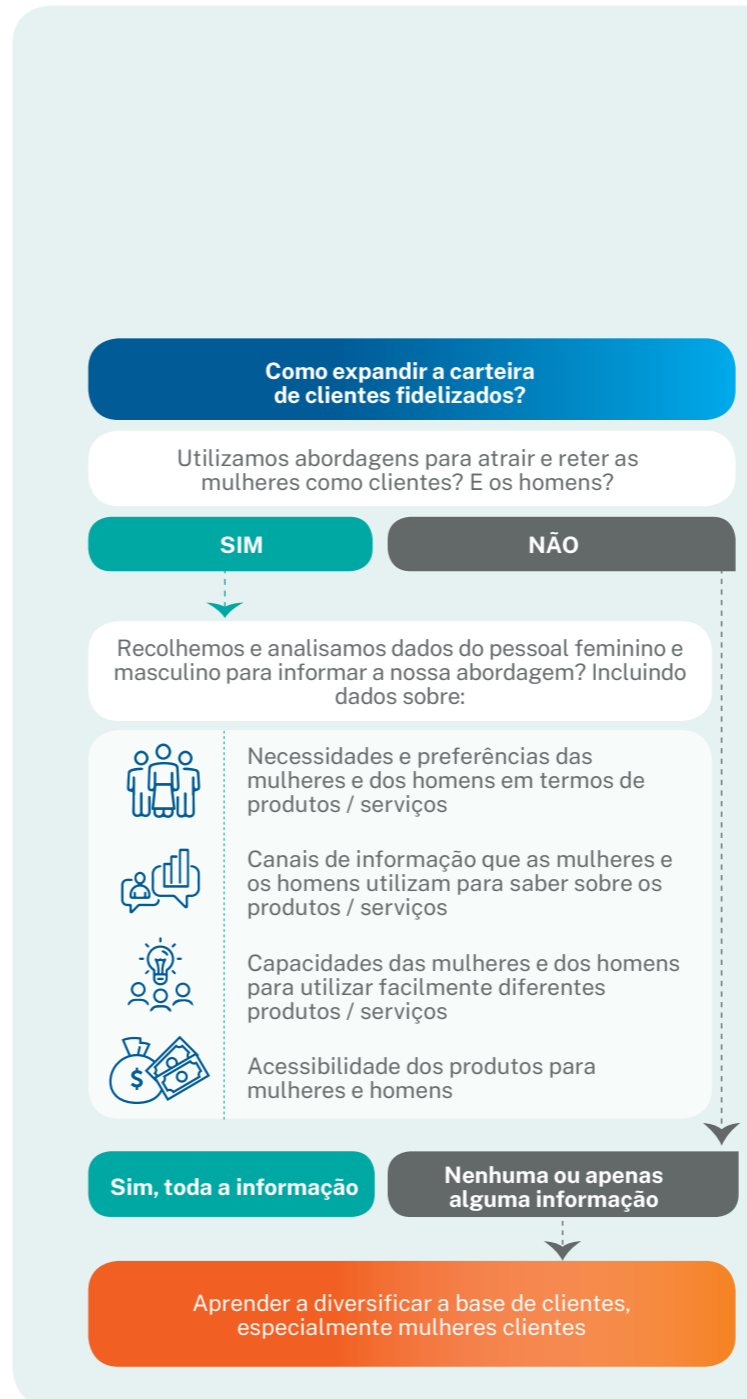 Como expandir a carteira
de clientes fidelizados?
Utilizamos abordagens para atrair e reter as
mulheres como clientes? E os homens?
SIM
NÃO
Recolhemos e analisamos dados do pessoal feminino e
masculino para informar a nossa abordagem? Incluindo
dados sobre:
Necessidades e preferências das
mulheres e dos homens em termos de
produtos / serviços
Canais de informação que as mulheres e
os homens utilizam para saber sobre os
produtos / serviços
Capacidades das mulheres e dos homens
para utilizar facilmente diferentes
produtos / serviços
$
Acessibilidade dos produtos para
mulheres e homens
Sim, toda a informação
Nenhuma ou apenas
alguma informação
Aprender a diversificar a base de clientes,
especialmente mulheres clientes